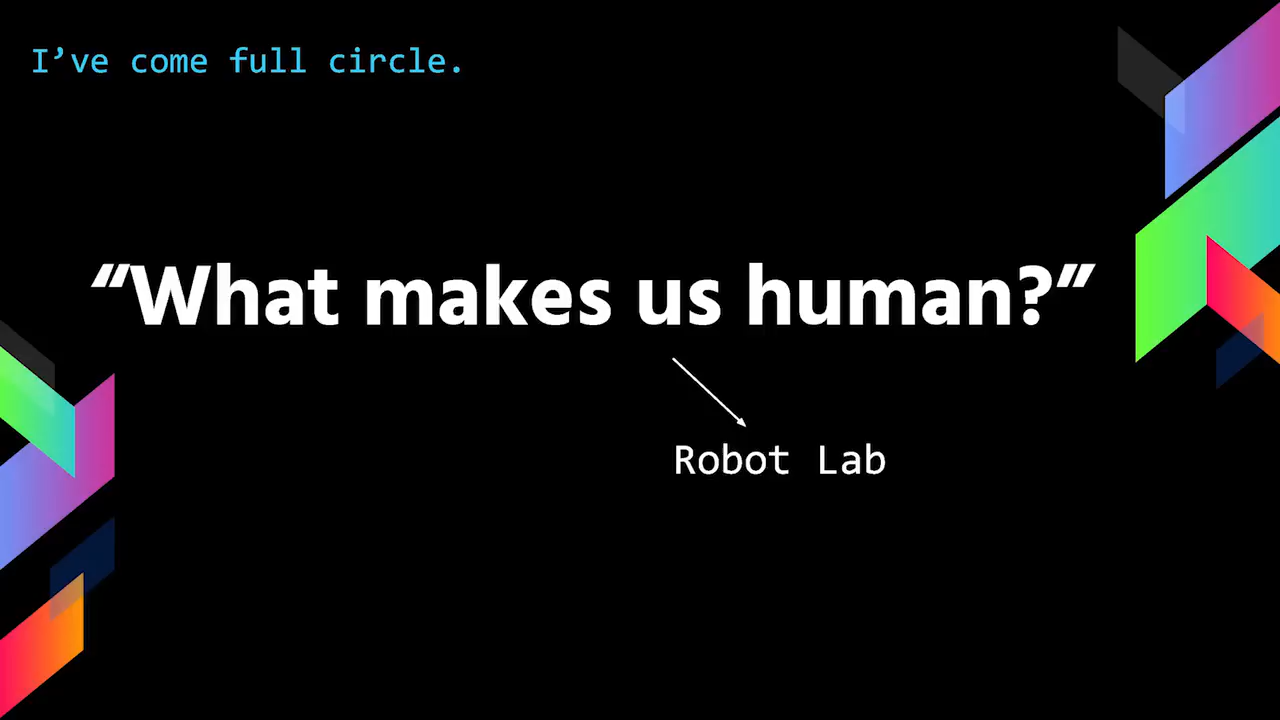 I’ve come full circle.
“What makes us human?”
Robot Lab